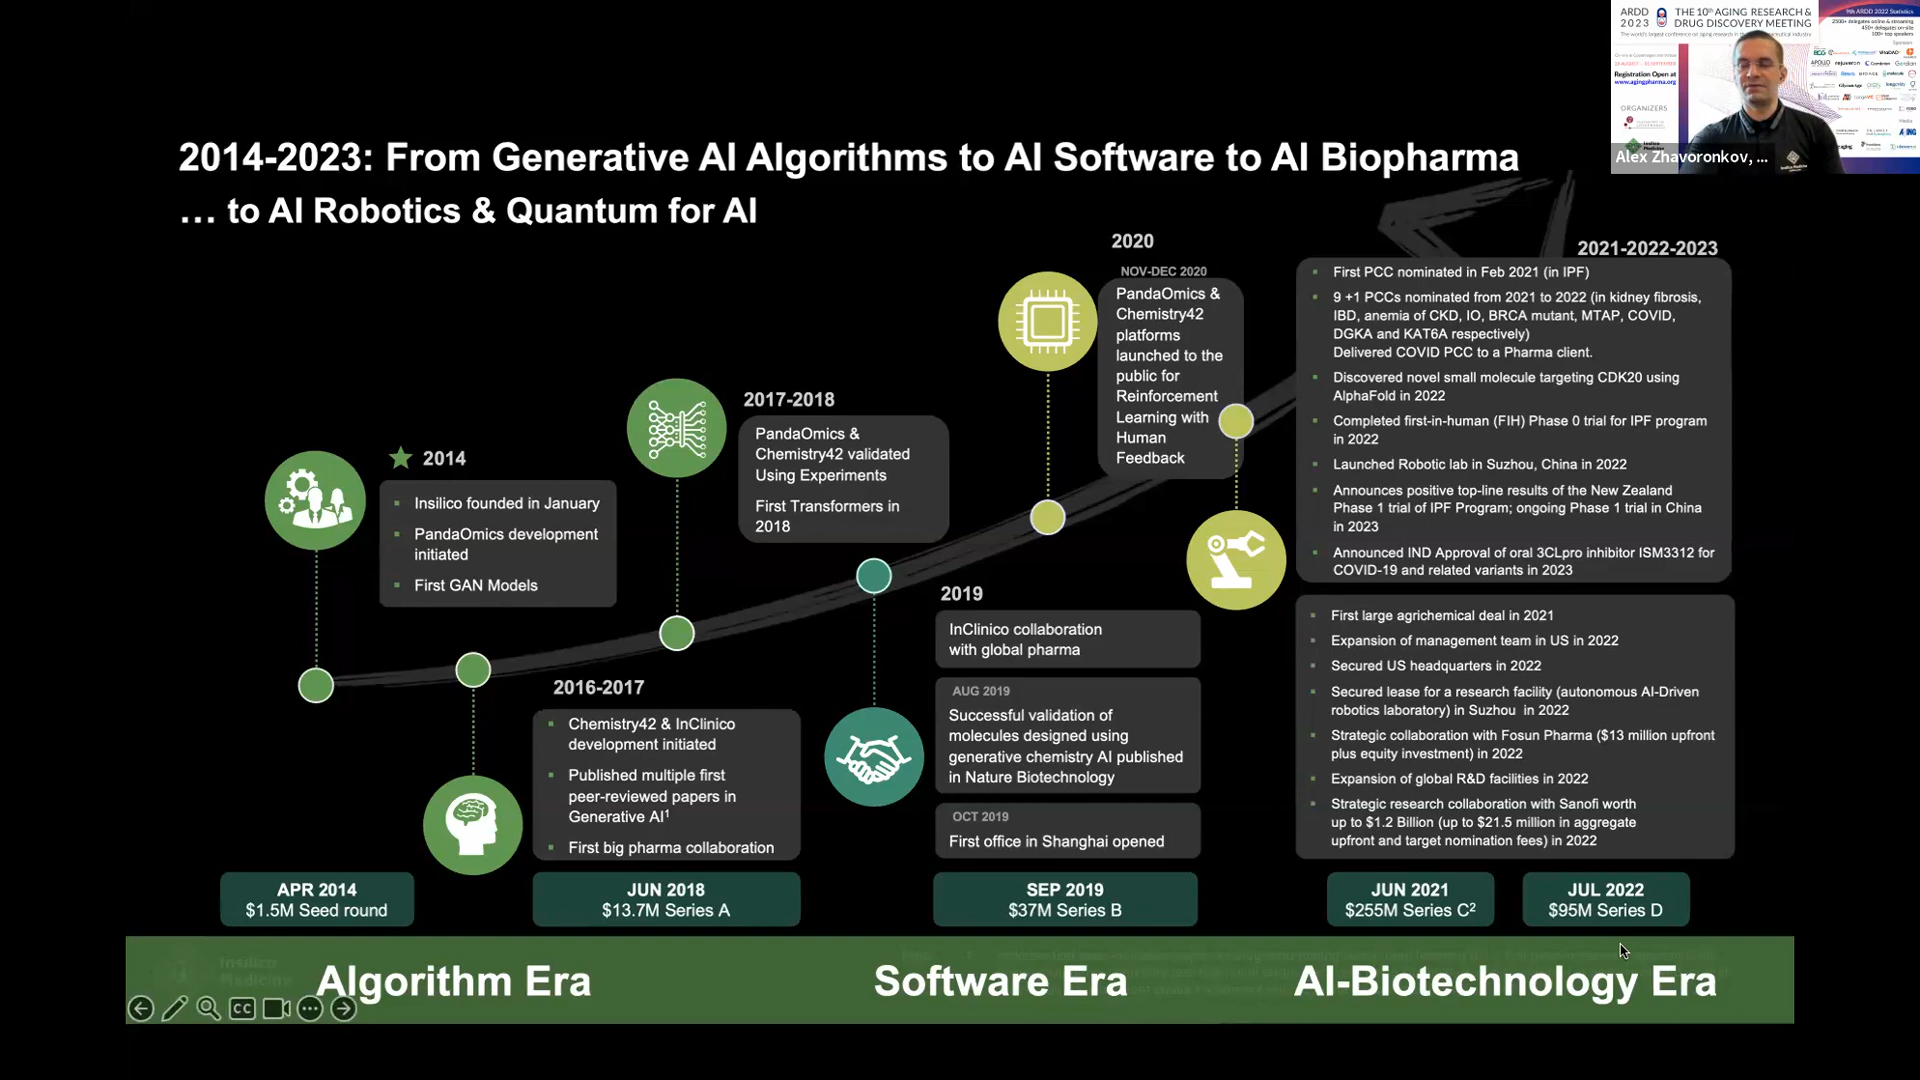 2014-2023: From Generative AI Algorithms to AI Software to AI Biopharma
… to AI Robotics & Quantum for AI
ARDD
2023
THE 10th AGING RESEARCH &
DRUG DISCOVERY MEETING
9th ARDD 2022 Statistics
Registration Open at
www.agingpharma.org
ORGANIZERS
Alex Zhavoronkov, ...
2014
Insilico founded in January
PandaOmics development
initiated
First GAN Models
2016-2017
Chemistry42 & InClinico
development initiated
Published multiple first
peer-reviewed papers in
Generative AI¹
First big pharma collaboration
2017-2018
PandaOmics &
Chemistry42 validated
Using Experiments
First Transformers in
2018
2019
InClinico collaboration
with global pharma
AUG 2019
Successful validation of
molecules designed using
generative chemistry AI published
in Nature Biotechnology
OCT 2019
First office in Shanghai opened
2020
NOV-DEC 2020
PandaOmics &
Chemistry42
platforms
launched to the
public for
Reinforcement
Learning with
Human
Feedback
2021-2022-2023
First PCC nominated in Feb 2021 (in IPF)
9 +1 PCCs nominated from 2021 to 2022 (in kidney fibrosis,
IBD, anemia of CKD, IO, BRCA mutant, MTAP, COVID,
DGKA and KAT6A respectively)
Delivered COVID PCC to a Pharma client.
Discovered novel small molecule targeting CDK20 using
AlphaFold in 2022
Completed first-in-human (FIH) Phase 0 trial for IPF program
in 2022
Launched Robotic lab in Suzhou, China in 2022
Announces positive top-line results of the New Zealand
Phase 1 trial of IPF Program; ongoing Phase 1 trial in China
in 2023
Announced IND Approval of oral 3CLpro inhibitor ISM3312 for
COVID-19 and related variants in 2023
First large agrichemical deal in 2021
Expansion of management team in US in 2022
Secured US headquarters in 2022
Secured lease for a research facility (autonomous AI-Driven
robotics laboratory) in Suzhou in 2022
Strategic collaboration with Fosun Pharma ($13 million upfront
plus equity investment) in 2022
Expansion of global R&D facilities in 2022
Strategic research collaboration with Sanofi worth
up to $1.2 Billion (up to $21.5 million in aggregate
upfront and target nomination fees) in 2022
APR 2014
$1.5M Seed round
JUN 2018
$13.7M Series A
SEP 2019
$37M Series B
JUN 2021
$255M Series C²
JUL 2022
$95M Series D
Insilico
Medicine
Algorithm Era
Software Era
AI-Biotechnology Era
CC